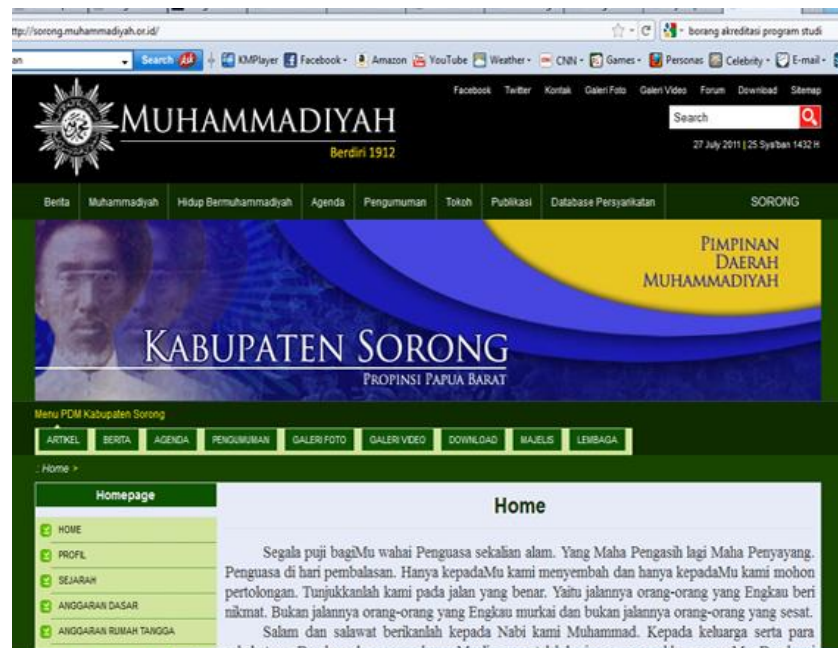 ttp://sorong.muhammadiyah.or.id/
borang akreditasi program studi
an
Search
KMPlayer
Facebook
Amazon
YouTube
Weather
CNN
Games
Personas
Celebrity
E-mail
Facebook Twitter Kontak Galeri Foto Galeri Video Forum Download Sitemap
MUHAMMADIYAH
Berdiri 1912
Search
27 July 2011 | 25 Sya'ban 1432 H
Berita Muhammadiyah Hidup Bermuhammadiyah Agenda Pengumuman Tokoh Publikasi Database Persyarikatan SORONG
PIMPINAN
DAERAH
MUHAMMADIYAH
KABUPATEN SORONG
PROPINSI PAPUA BARAT
Menu PDM Kabupaten Sorong
ARTIKEL BERITA AGENDA PENGUMUMAN GALERI FOTO GALERI VIDEO DOWNLOAD MAJELIS LEMBAGA
.: Home >
Homepage
HOME
PROFIL
SEJARAH
ANGGARAN DASAR
ANGGARAN RUMAH TANGGA
Home
Segala puji bagiMu wahai Penguasa sekalian alam. Yang Maha Pengasih lagi Maha Penyayang.
Penguasa di hari pembalasan. Hanya kepadaMu kami menyembah dan hanya kepadaMu kami mohon
pertolongan. Tunjukkanlah kami pada jalan yang benar. Yaitu jalannya orang-orang yang Engkau beri
nikmat. Bukan jalannya orang-orang yang Engkau murkai dan bukan jalannya orang-orang yang sesat.
Salam dan salawat berikanlah kepada Nabi kami Muhammad. Kepada keluarga serta para